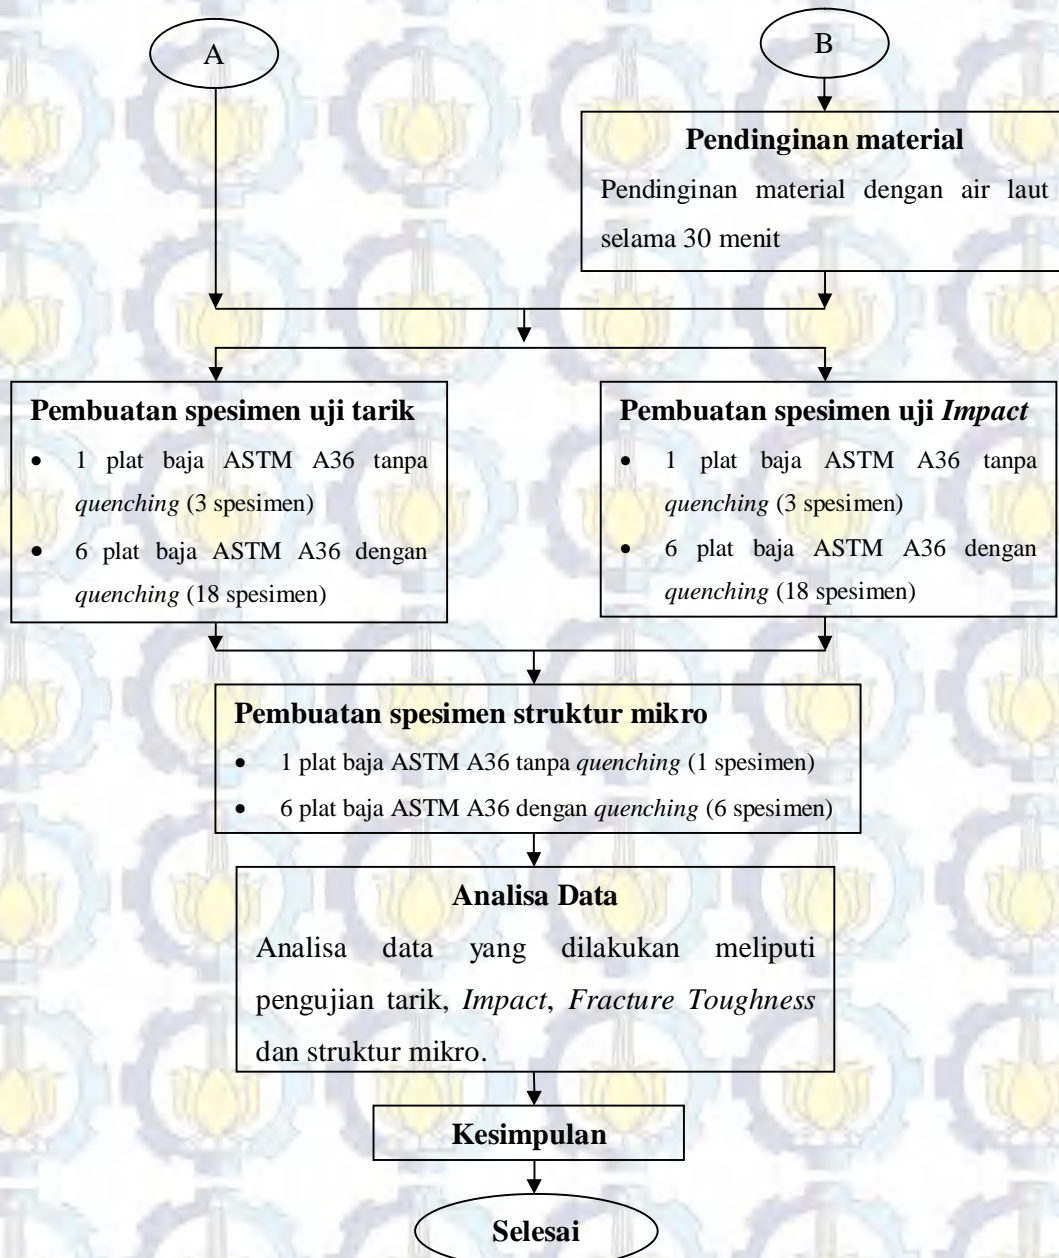 A
B
Pendinginan material
Pendinginan material dengan air laut
selama 30 menit
Pembuatan spesimen uji tarik
• 1 plat baja ASTM A36 tanpa
quenching (3 spesimen)
• 6 plat baja ASTM A36 dengan
quenching (18 spesimen)
Pembuatan spesimen uji Impact
• 1 plat baja ASTM A36 tanpa
quenching (3 spesimen)
• 6 plat baja ASTM A36 dengan
quenching (18 spesimen)
Pembuatan spesimen struktur mikro
• 1 plat baja ASTM A36 tanpa quenching (1 spesimen)
• 6 plat baja ASTM A36 dengan quenching (6 spesimen)
Analisa Data
Analisa data yang dilakukan meliputi
pengujian tarik, Impact, Fracture Toughness
dan struktur mikro.
Kesimpulan
Selesai